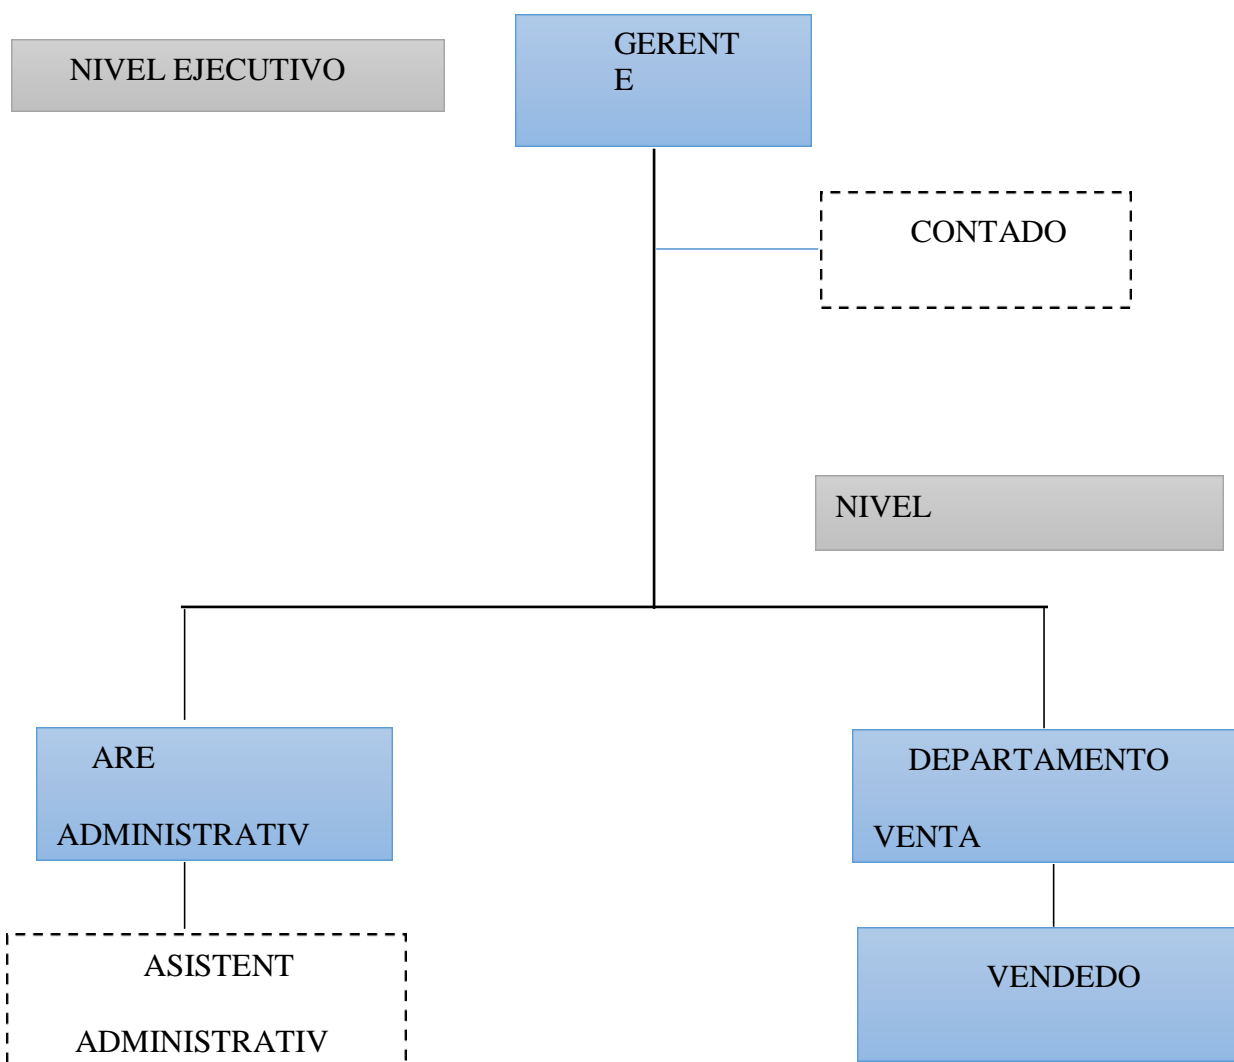 NIVEL EJECUTIVO
GERENT
E
CONTADO
NIVEL
ARE
ADMINISTRATIV
DEPARTAMENTO
VENTA
ASISTENT
ADMINISTRATIV
VENDEDO